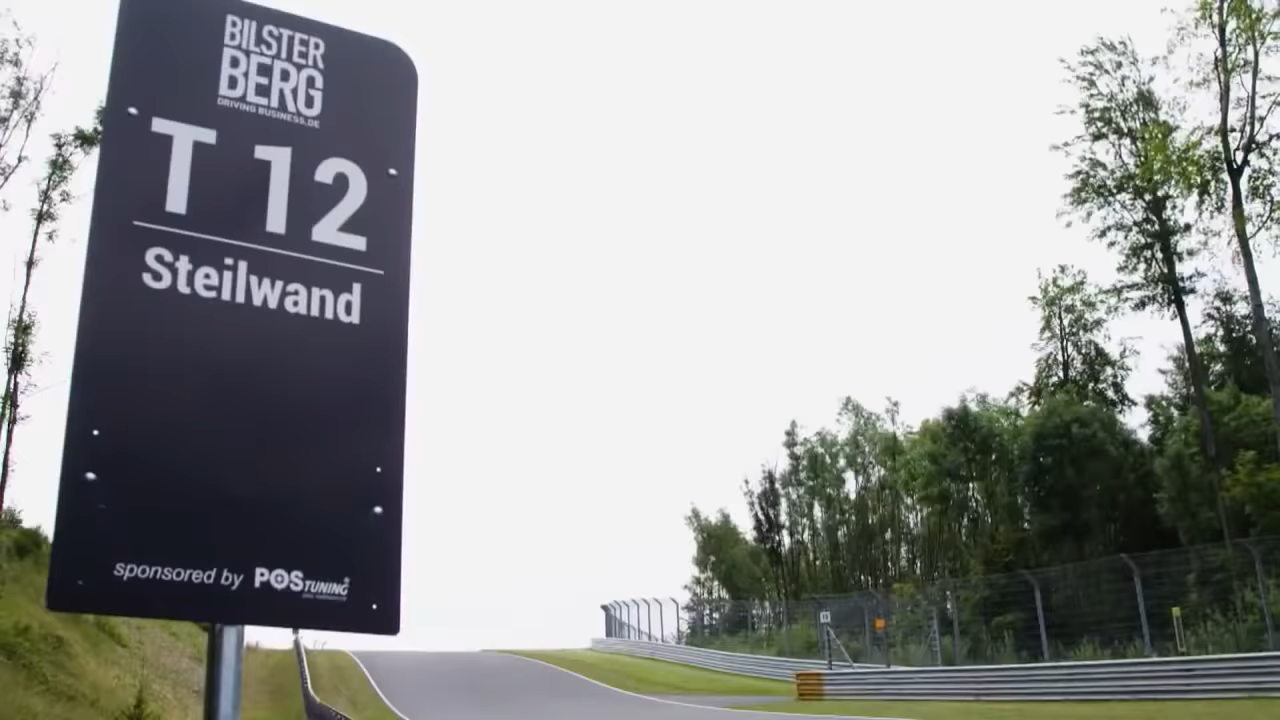 BILSTER
BERG
DRIVING BUSINESS.DE
T 12
Steilwand
sponsored by POSTUNING